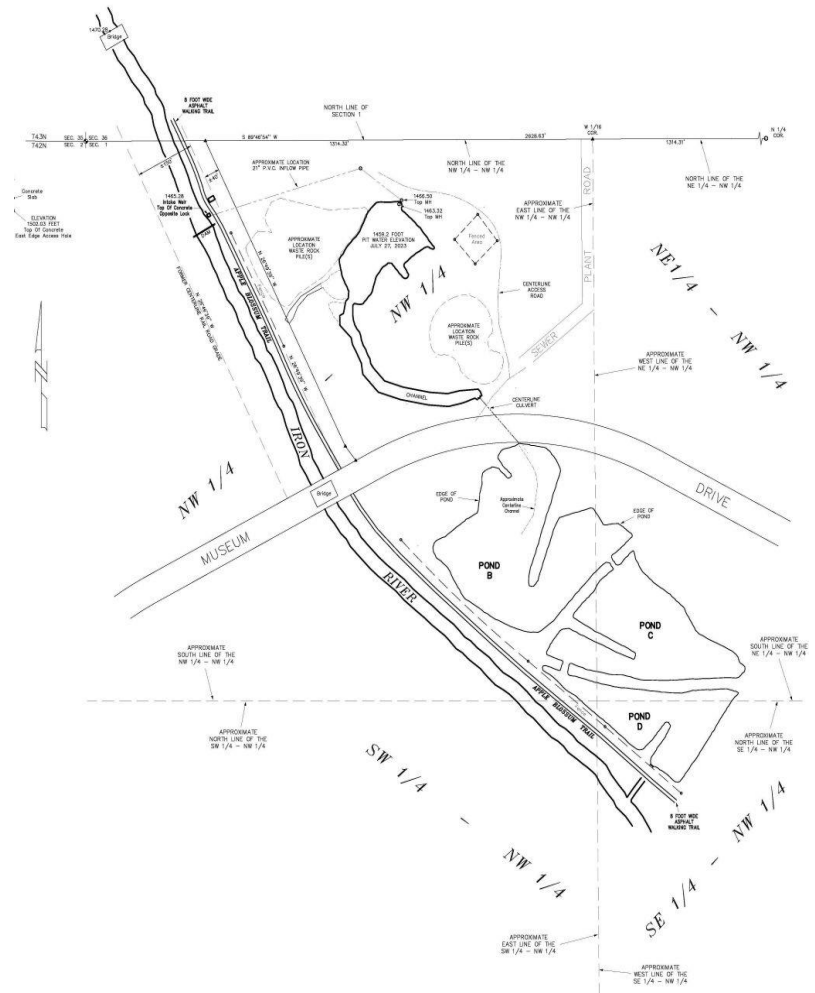 1470.28
Bridge
8 FOOT WIDE
ASPHALT
WALKING TRAIL
NORTH LINE OF
SECTION 1
W 1/16
COR.
N 1/4
COR.
SEC. 35
SEC. 36
SEC. 2
SEC. 1
S 89°46'54" W
1314.32'
2628.63'
1314.31'
APPROXIMATE LOCATION
21" P.V.C. INFLOW PIPE
NORTH LINE OF THE
NW 1/4 - NW 1/4
NORTH LINE OF THE
NE 1/4 - NW 1/4
Concrete
Slab
ELEVATION
1502.03 FEET
Top Of Concrete
East Edge Access Hole
1465.28
Intake Weir
Top Of Concrete
Opposite Lock
DAM
1466.50
Top MH
1463.32
Top MH
1459.2 FOOT
PIT WATER ELEVATION
JULY 27, 2023
Fenced
Area
APPROXIMATE
EAST LINE OF THE
NW 1/4 - NW 1/4
PLANT ROAD
APPROXIMATE
LOCATION
WASTE ROCK
PILE(S)
NW 1/4
NE1/4 - NW 1/4
CENTERLINE
ACCESS
ROAD
APPLE BLOSSUM TRAIL
FORMER CENTERLINE RAIL ROAD GRADE
APPROXIMATE
LOCATION
WASTE ROCK
PILE(S)
SEWER
APPROXIMATE
WEST LINE OF THE
NE 1/4 - NW 1/4
CHANNEL
CENTERLINE
CULVERT
IRON
NW 1/4
Bridge
MUSEUM
DRIVE
EDGE OF
POND
Approximate
Centerline
Channel
EDGE OF
POND
POND
B
RIVER
POND
C
APPROXIMATE
SOUTH LINE OF THE
NW 1/4 - NW 1/4
APPROXIMATE
SOUTH LINE OF THE
NE 1/4 - NW 1/4
APPLE BLOSSUM TRAIL
POND
D
APPROXIMATE
NORTH LINE OF THE
SW 1/4 - NW 1/4
APPROXIMATE
NORTH LINE OF THE
SE 1/4 - NW 1/4
SW 1/4 - NW 1/4
8 FOOT WIDE
ASPHALT
WALKING TRAIL
SE 1/4 - NW 1/4
APPROXIMATE
EAST LINE OF THE
SW 1/4 - NW 1/4
APPROXIMATE
WEST LINE OF THE
SE 1/4 - NW 1/4